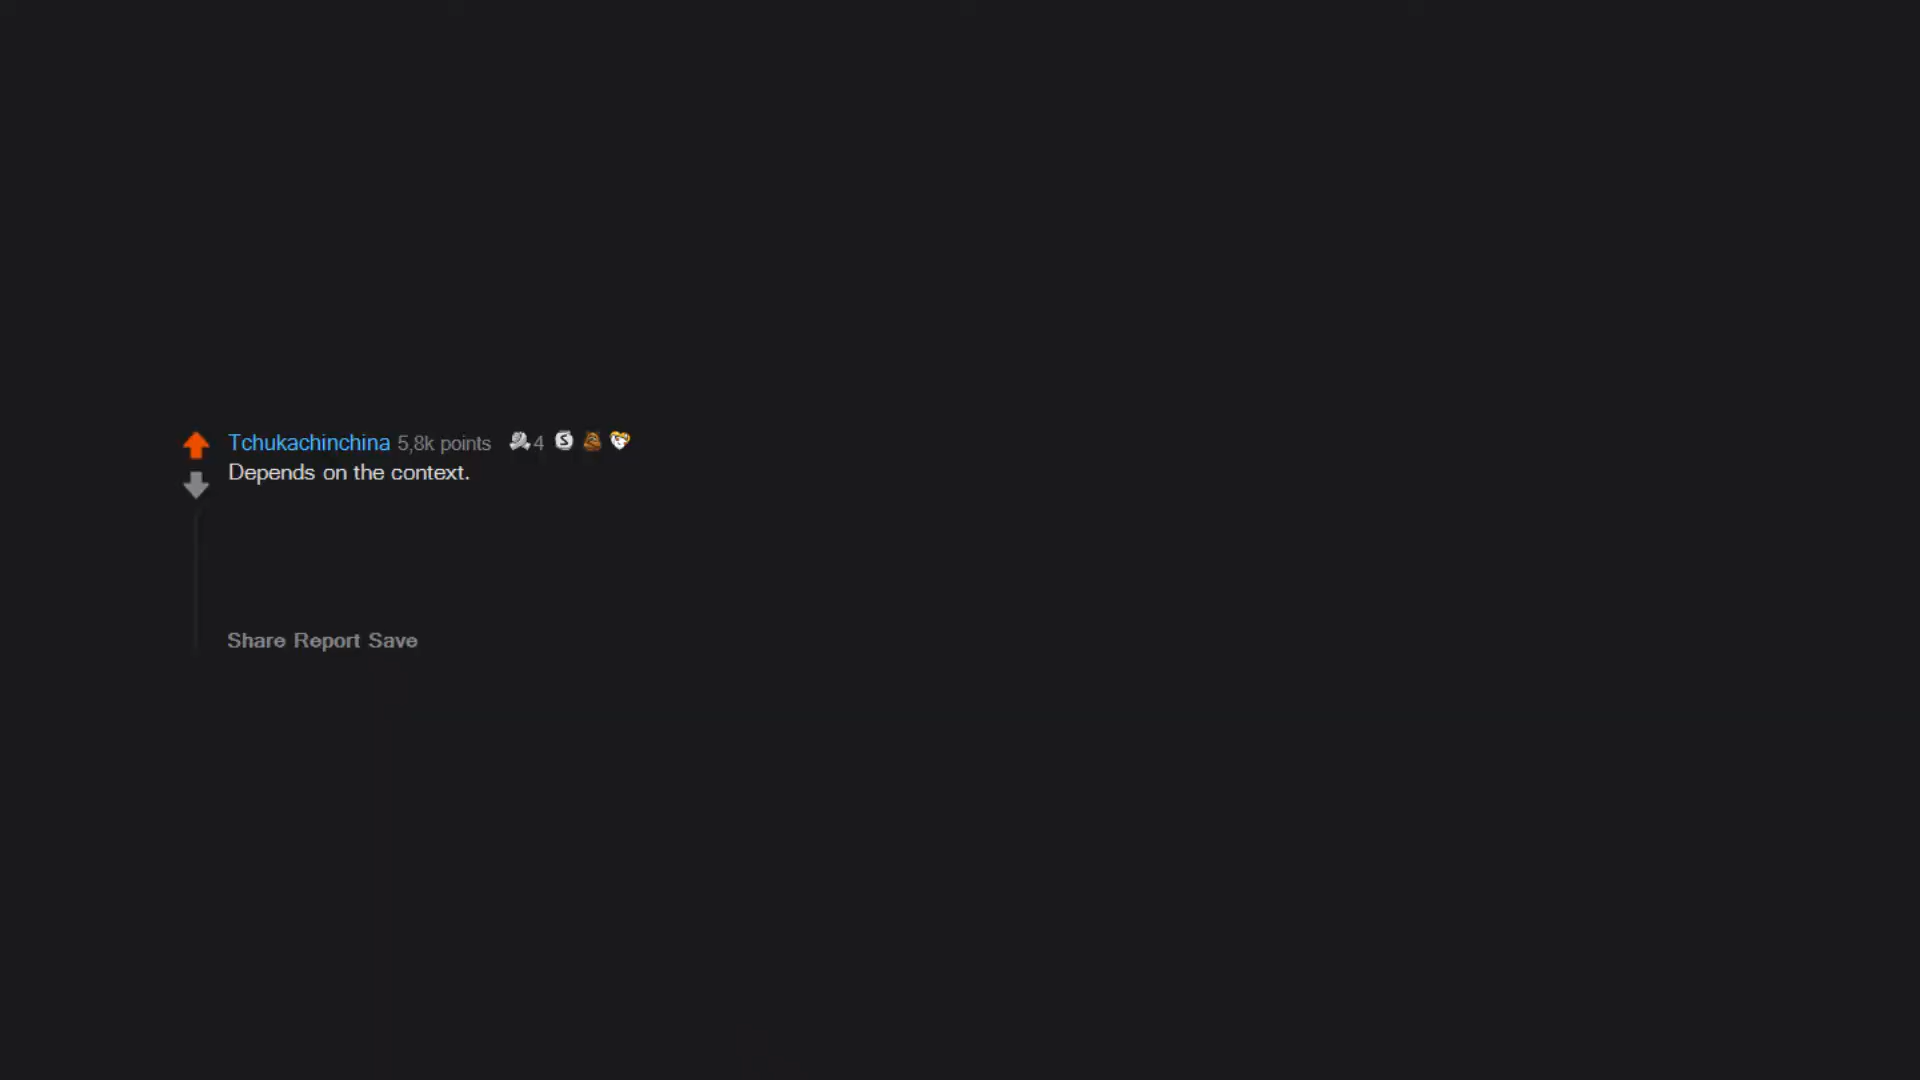 Tchukachinchina 5,8k points 4 S
Depends on the context.
Share Report Save